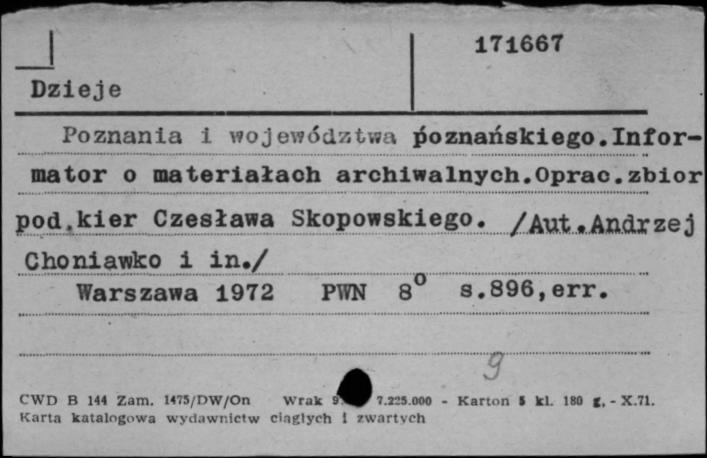 171667
Dzieje
Poznania i województwa poznańskiego.Infor-
mator o materiałach archiwalnych.Oprac.zbior
pod.kier Czesława Skopowskiego. /Aut.Andrzej
Choniawko i in./
Warszawa 1972 PWN 8° s.896,err.
9
CWD B 144 Zam. 1475/DW/On Wrak 7.225.000 - Karton 5 kl. 180 g, - X.71.
Karta katalogowa wydawnictw ciągłych i zwartych